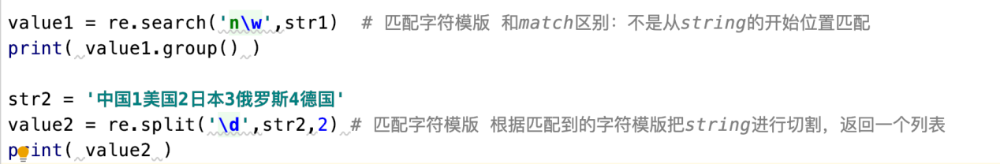 value1 = re.search('n\w',str1)  # 匹配字符模版 和match区别：不是从string的开始位置匹配
print( value1.group() )
str2 = '中国1美国2日本3俄罗斯4德国'
value2 = re.split('\d',str2,2) # 匹配字符模版 根据匹配到的字符模版把string进行切割，返回一个列表
print( value2 )